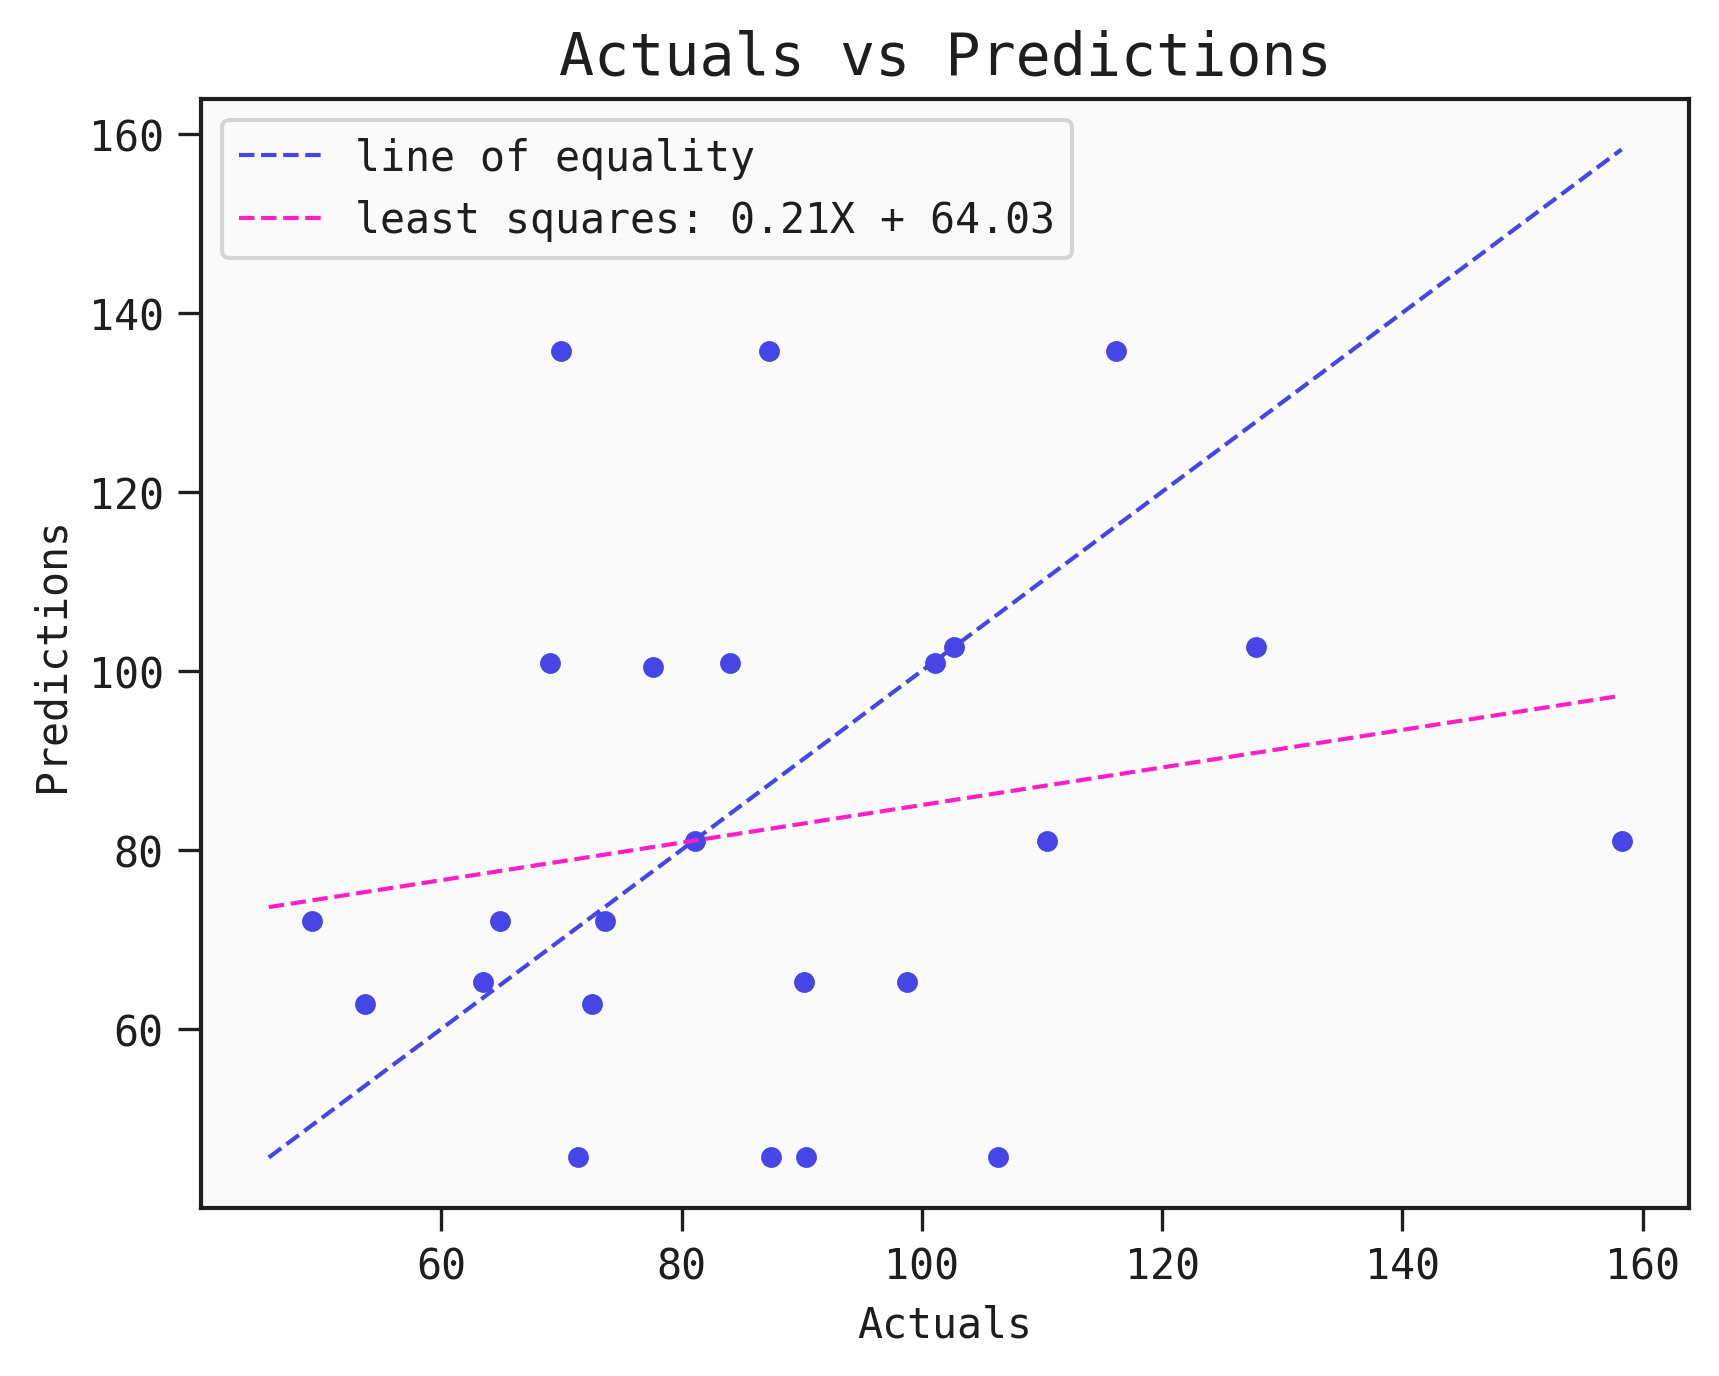 Actuals vs Predictions
line of equality
least squares: 0.21X + 64.03
160
140
120
100
80
60
Predictions
60 80 100 120 140 160
Actuals